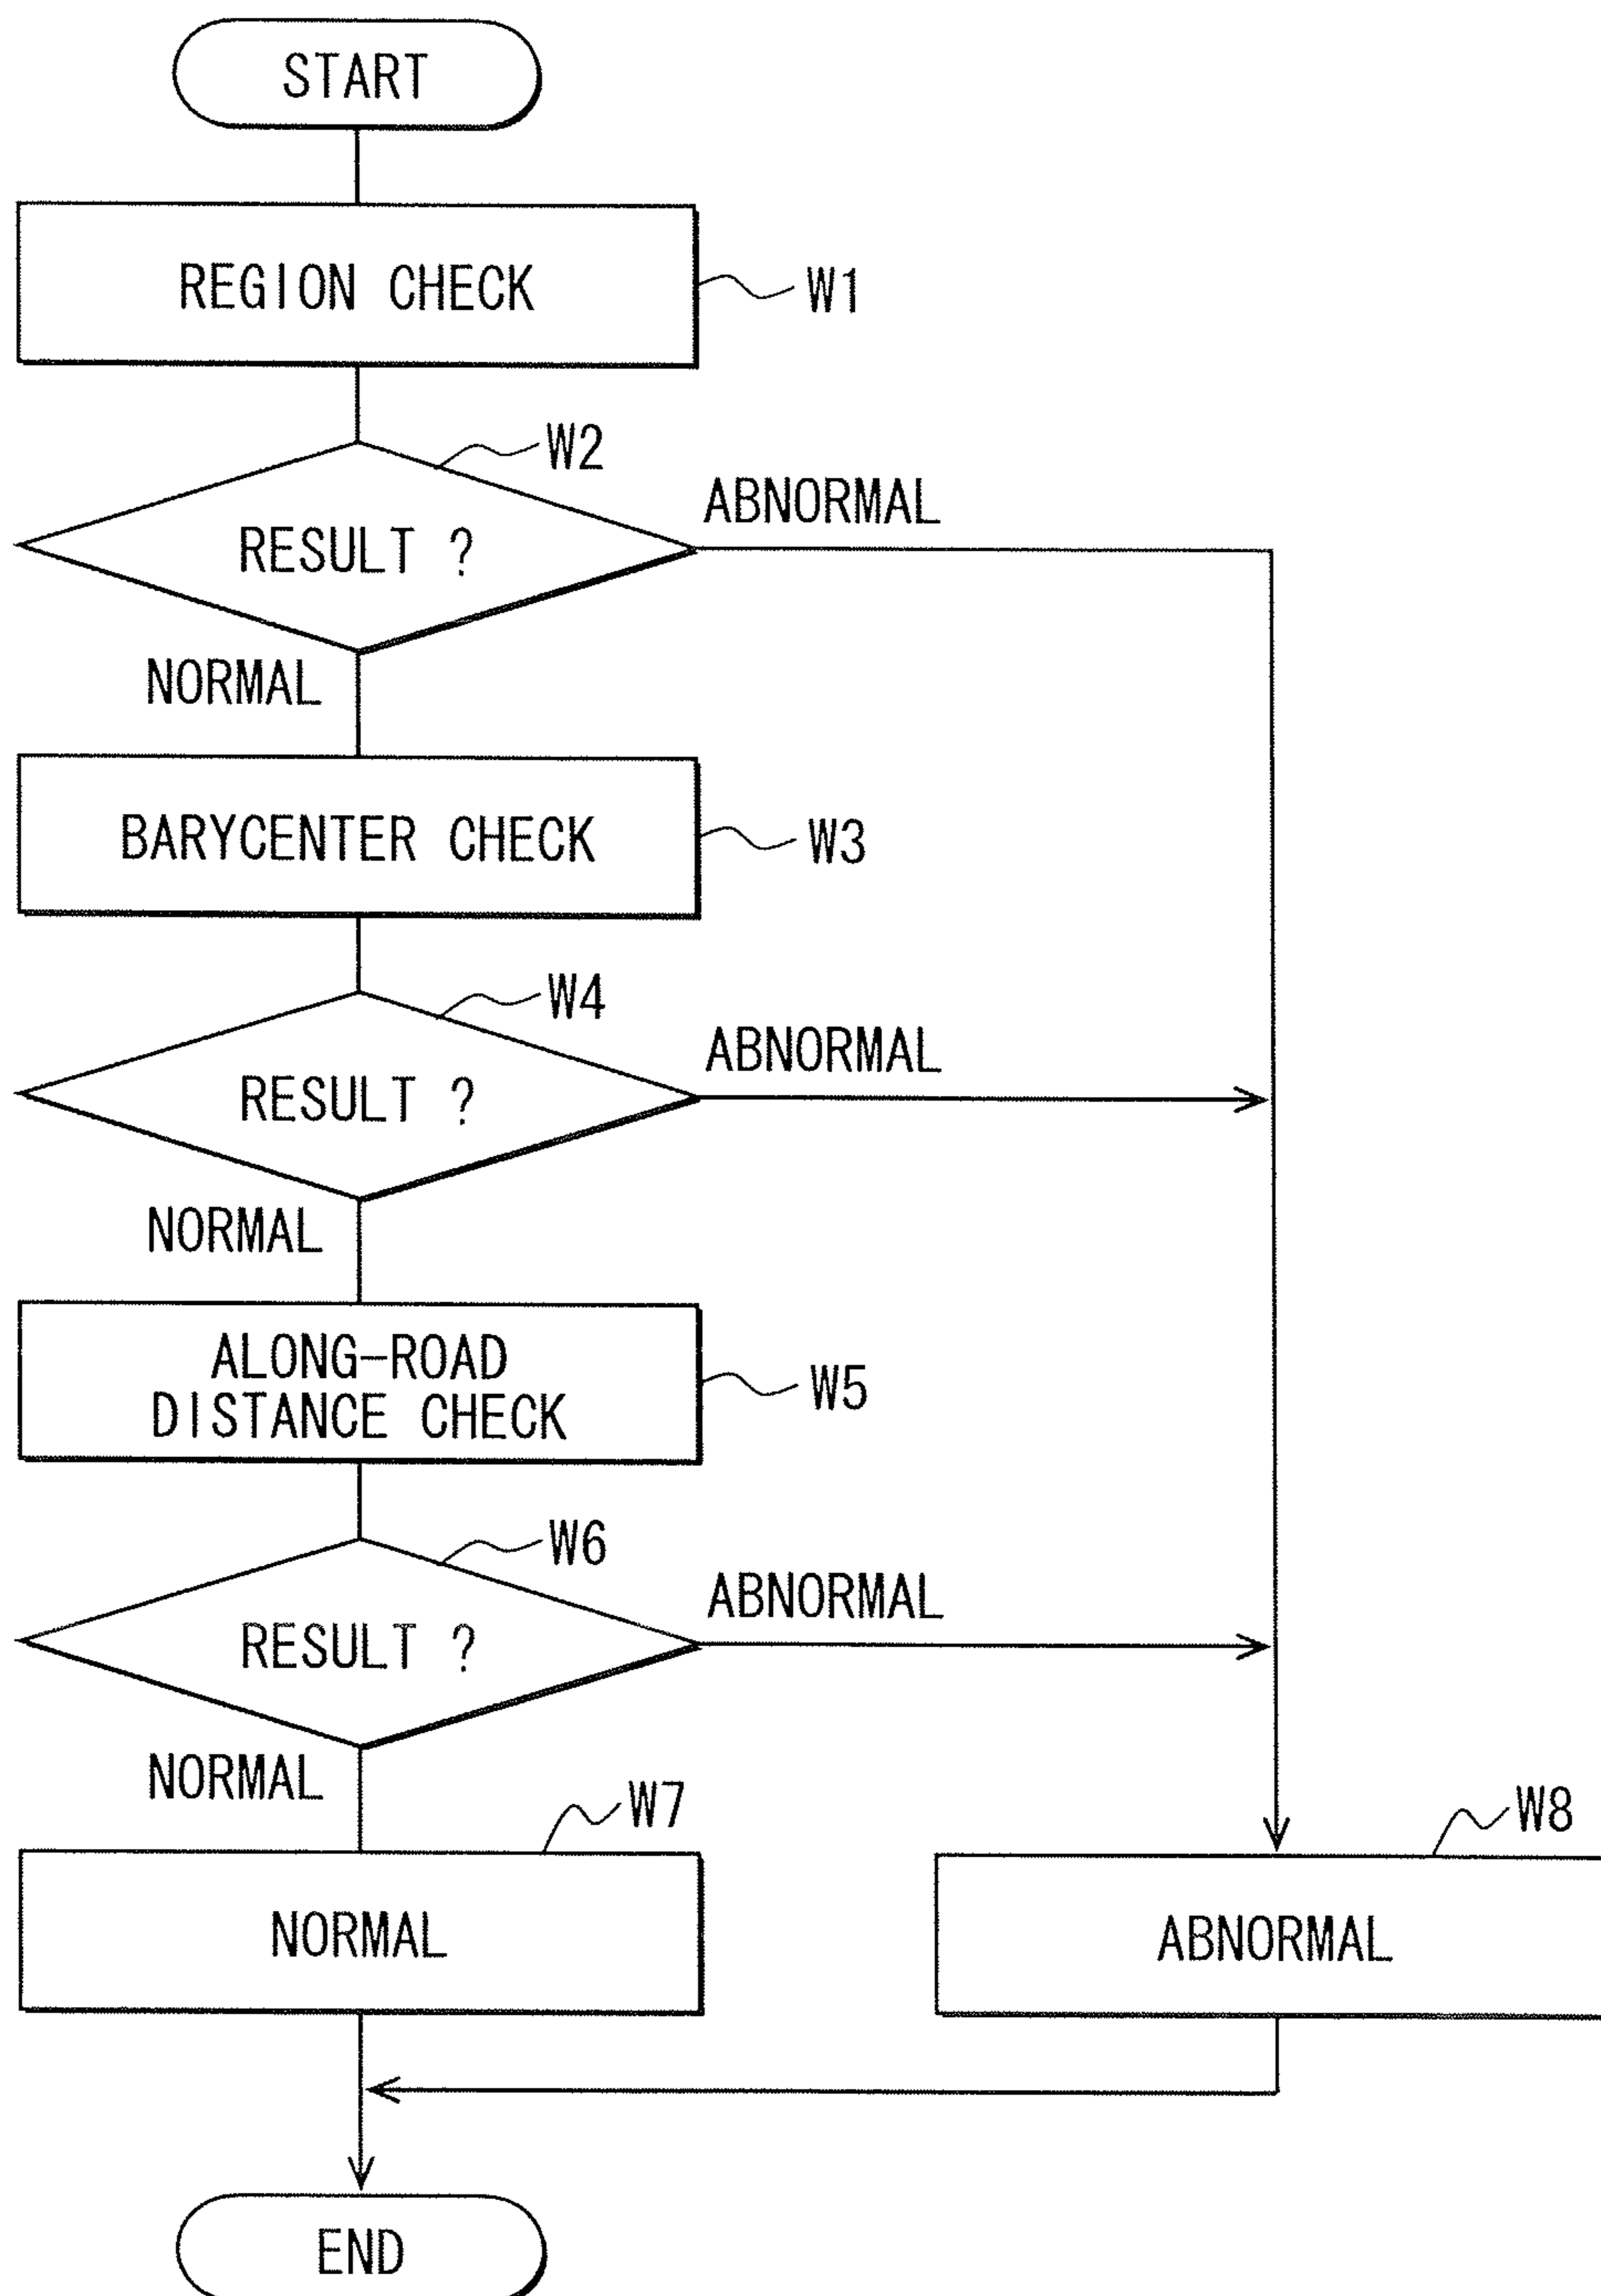 START
REGION CHECK
W1
W2
RESULT ?
ABNORMAL
NORMAL
BARYCENTER CHECK
W3
W4
RESULT ?
ABNORMAL
NORMAL
ALONG-ROAD
DISTANCE CHECK
W5
W6
RESULT ?
ABNORMAL
NORMAL
W7
W8
NORMAL
ABNORMAL
END